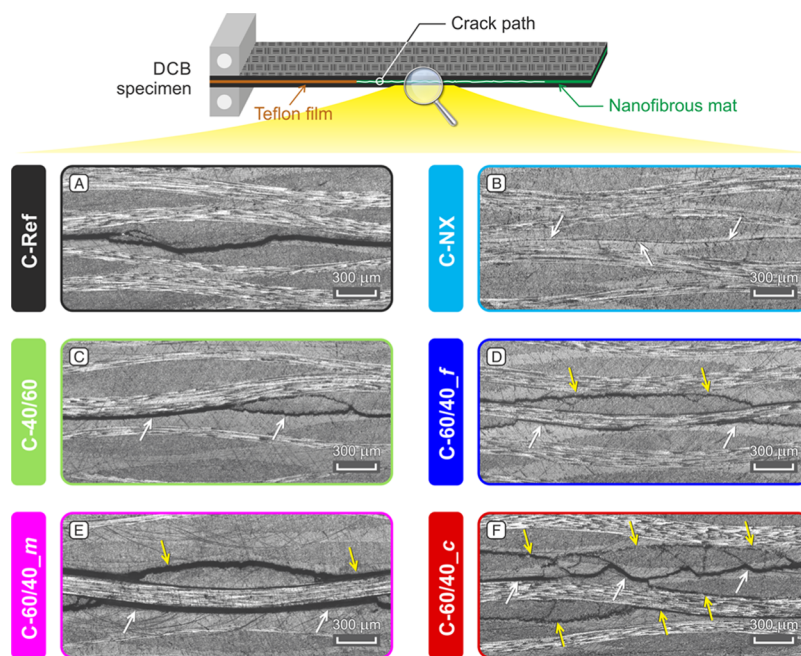 Crack path
DCB
specimen
Teflon film
Nanofibrous mat
C-Ref
A
300 µm
C-NX
B
300 µm
C-40/60
C
300 µm
C-60/40_f
D
300 µm
C-60/40_m
E
300 µm
C-60/40_c
F
300 µm